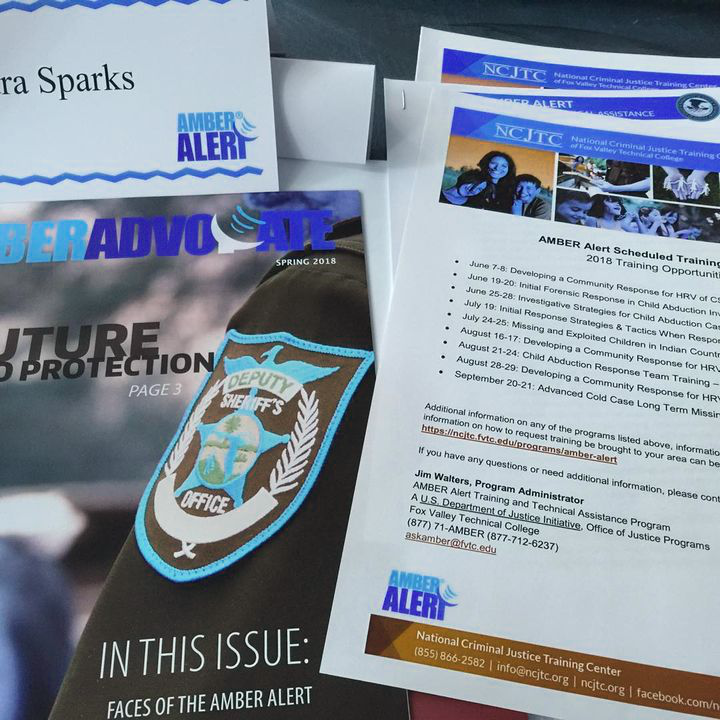 ra Sparks
AMBER
ALERT
BERADVOCATE
SPRING 2018
UTURE
PROTECTION
PAGE 3
DEPUTY
SHERIFF'S
OFFICE
IN THIS ISSUE:
FACES OF THE AMBER ALERT
NCJTC National Criminal Justice Training Center
of Fox Valley Technical College
BER ALERT
ASSISTANCE
NCJTC National Criminal Justice Training
of Fox Valley Technical College
AMBER Alert Scheduled Training
2018 Training Opportuniti
June 7-8: Developing a Community Response for HRV of CS
June 19-20: Initial Forensic Response in Child Abduction Inv
June 25-28: Investigative Strategies for Child Abduction Ca
July 19: Initial Response Strategies & Tactics When Respon
July 24-25: Missing and Exploited Children in Indian Count
August 16-17: Developing a Community Response for HRV
August 21-24: Child Abduction Response Team Training –
August 28-29: Developing a Community Response for HRV
September 20-21: Advanced Cold Case Long Term Missin
Additional information on any of the programs listed above, informatio
information on how to request training be brought to your area can be
https://ncjtc.fvtc.edu/programs/amber-alert
If you have any questions or need additional information, please cont
Jim Walters, Program Administrator
AMBER Alert Training and Technical Assistance Program
A U.S. Department of Justice Initiative, Office of Justice Programs
Fox Valley Technical College
(877) 71-AMBER (877-712-6237)
askamber@fvtc.edu
AMBER
ALERT
National Criminal Justice Training Center
(855) 866-2582 | info@ncjtc.org | ncjtc.org | facebook.com/n